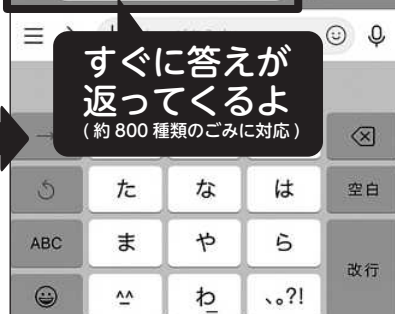 すぐに答えが
返ってくるよ
(約800種類のごみに対応)
→
た
な
は
空白
ABC
ま
や
ら
改行
^^
わ_
、。?!